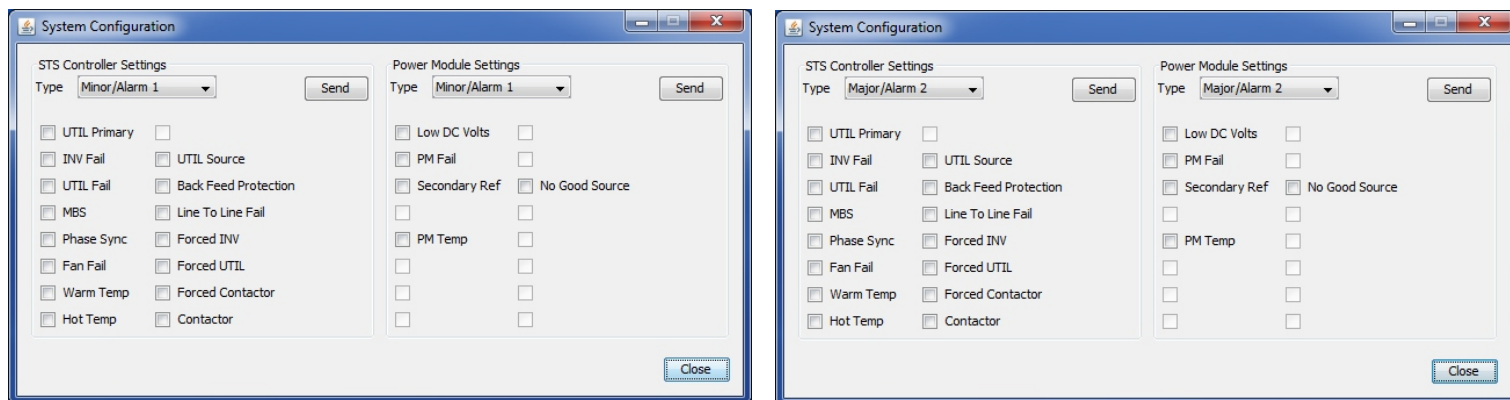 System Configuration
STS Controller Settings
Type Minor/Alarm 1 Send
UTIL Primary
INV Fail UTIL Source
UTIL Fail Back Feed Protection
MBS Line To Line Fail
Phase Sync Forced INV
Fan Fail Forced UTIL
Warm Temp Forced Contactor
Hot Temp Contactor
Power Module Settings
Type Minor/Alarm 1 Send
Low DC Volts
PM Fail
Secondary Ref No Good Source
PM Temp
Close
System Configuration
STS Controller Settings
Type Major/Alarm 2 Send
UTIL Primary
INV Fail UTIL Source
UTIL Fail Back Feed Protection
MBS Line To Line Fail
Phase Sync Forced INV
Fan Fail Forced UTIL
Warm Temp Forced Contactor
Hot Temp Contactor
Power Module Settings
Type Major/Alarm 2 Send
Low DC Volts
PM Fail
Secondary Ref No Good Source
PM Temp
Close